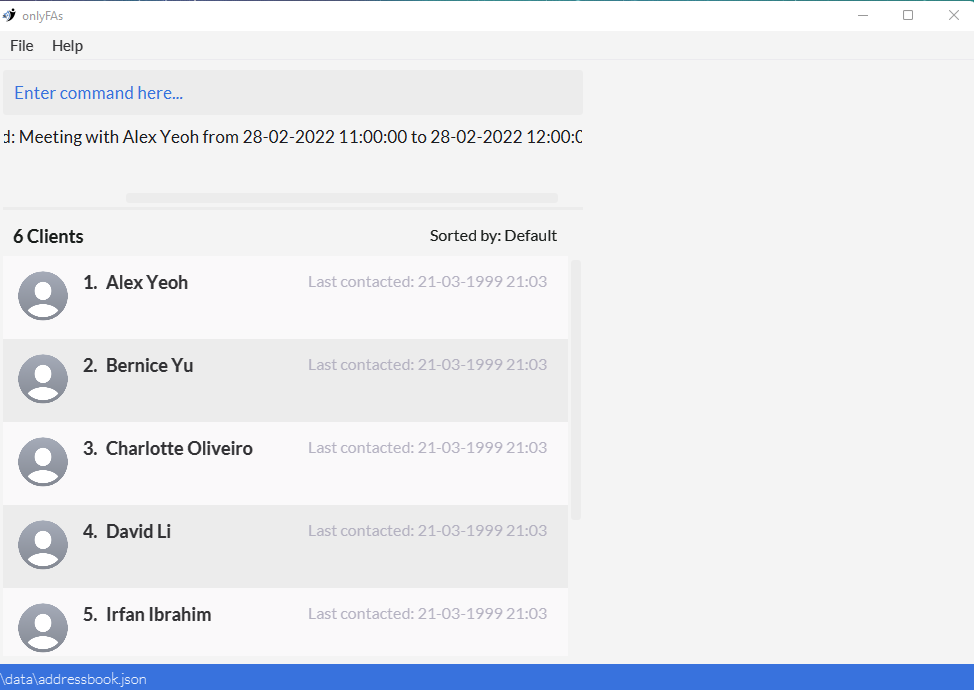 onlyFAs
File Help
Enter command here...
d: Meeting with Alex Yeoh from 28-02-2022 11:00:00 to 28-02-2022 12:00:0
6 Clients Sorted by: Default
1. Alex Yeoh Last contacted: 21-03-1999 21:03
2. Bernice Yu Last contacted: 21-03-1999 21:03
3. Charlotte Oliveiro Last contacted: 21-03-1999 21:03
4. David Li Last contacted: 21-03-1999 21:03
5. Irfan Ibrahim Last contacted: 21-03-1999 21:03
\data\addressbook.json